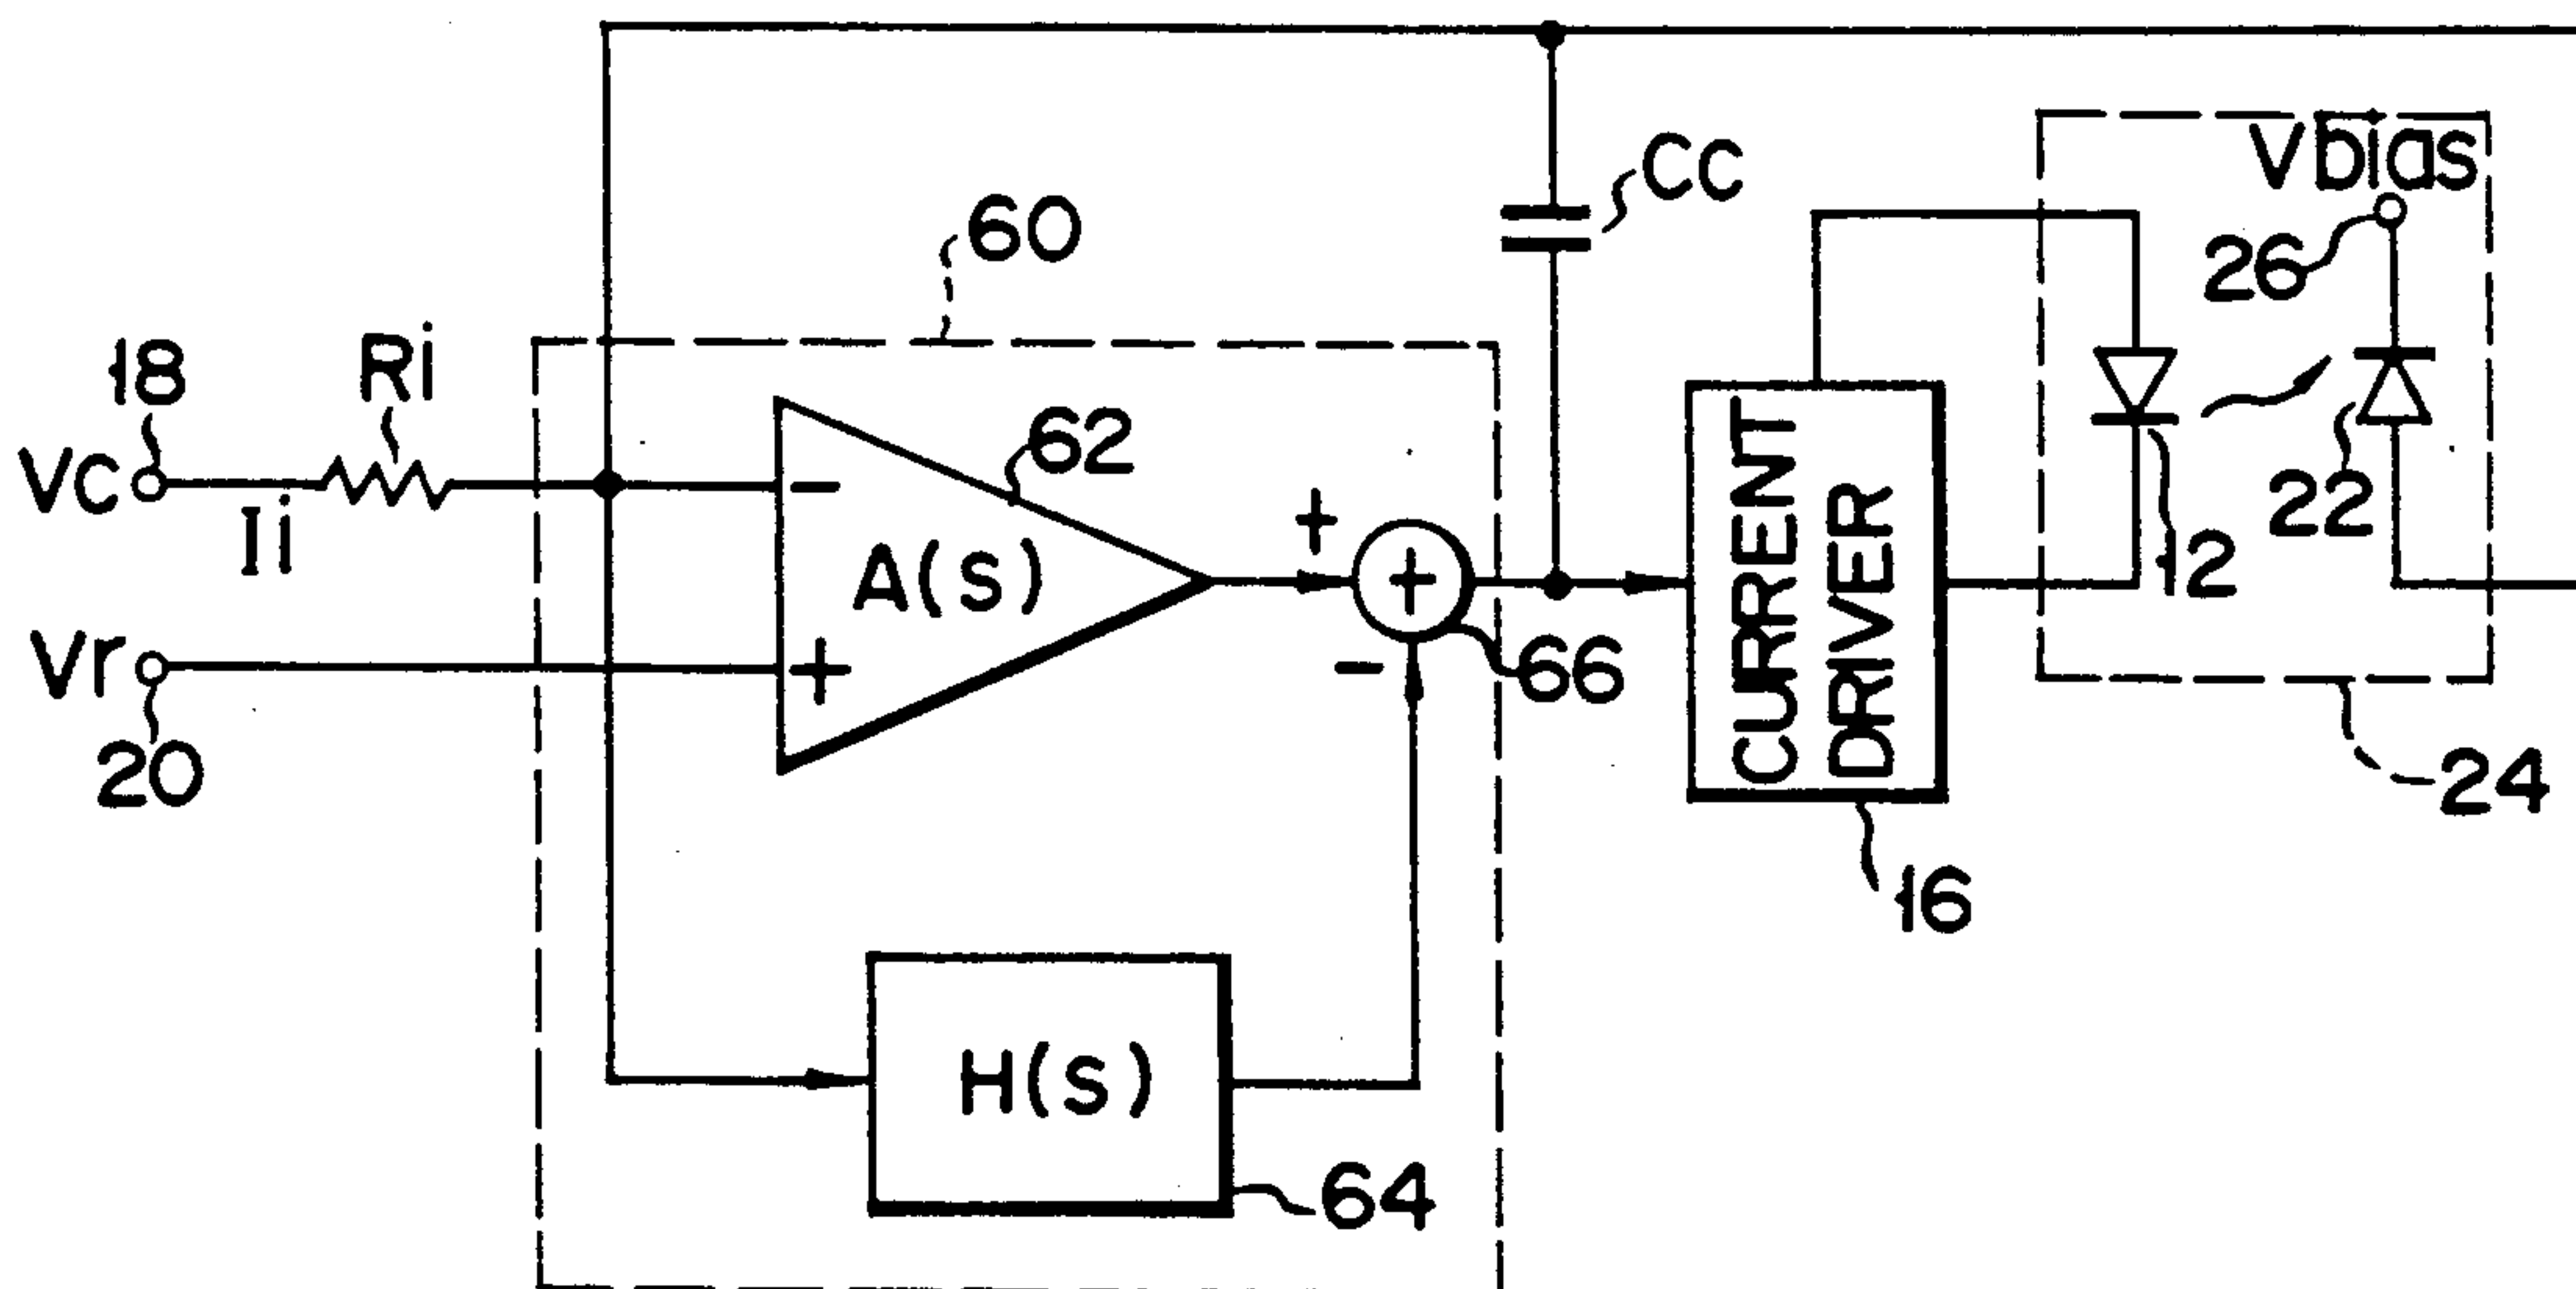 Vbias
Cc
60
26
18
Ri
62
Vc
-
+
22
Ii
A(S)
+
CURRENT
DRIVER
12
Vr
+
-
66
20
24
16
H(S)
64